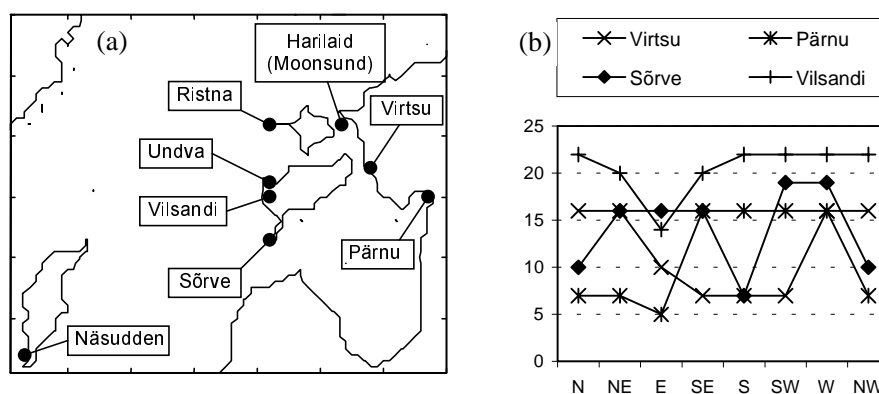 (a)
Harilaid
(Moonsund)
Ristna
Virtsu
Undva
Vilsandi
Sõrve
Pärnu
Näsudden
(b)
Virtsu
Pärnu
Sõrve
Vilsandi
25
20
15
10
5
0
N NE E SE S SW W NW